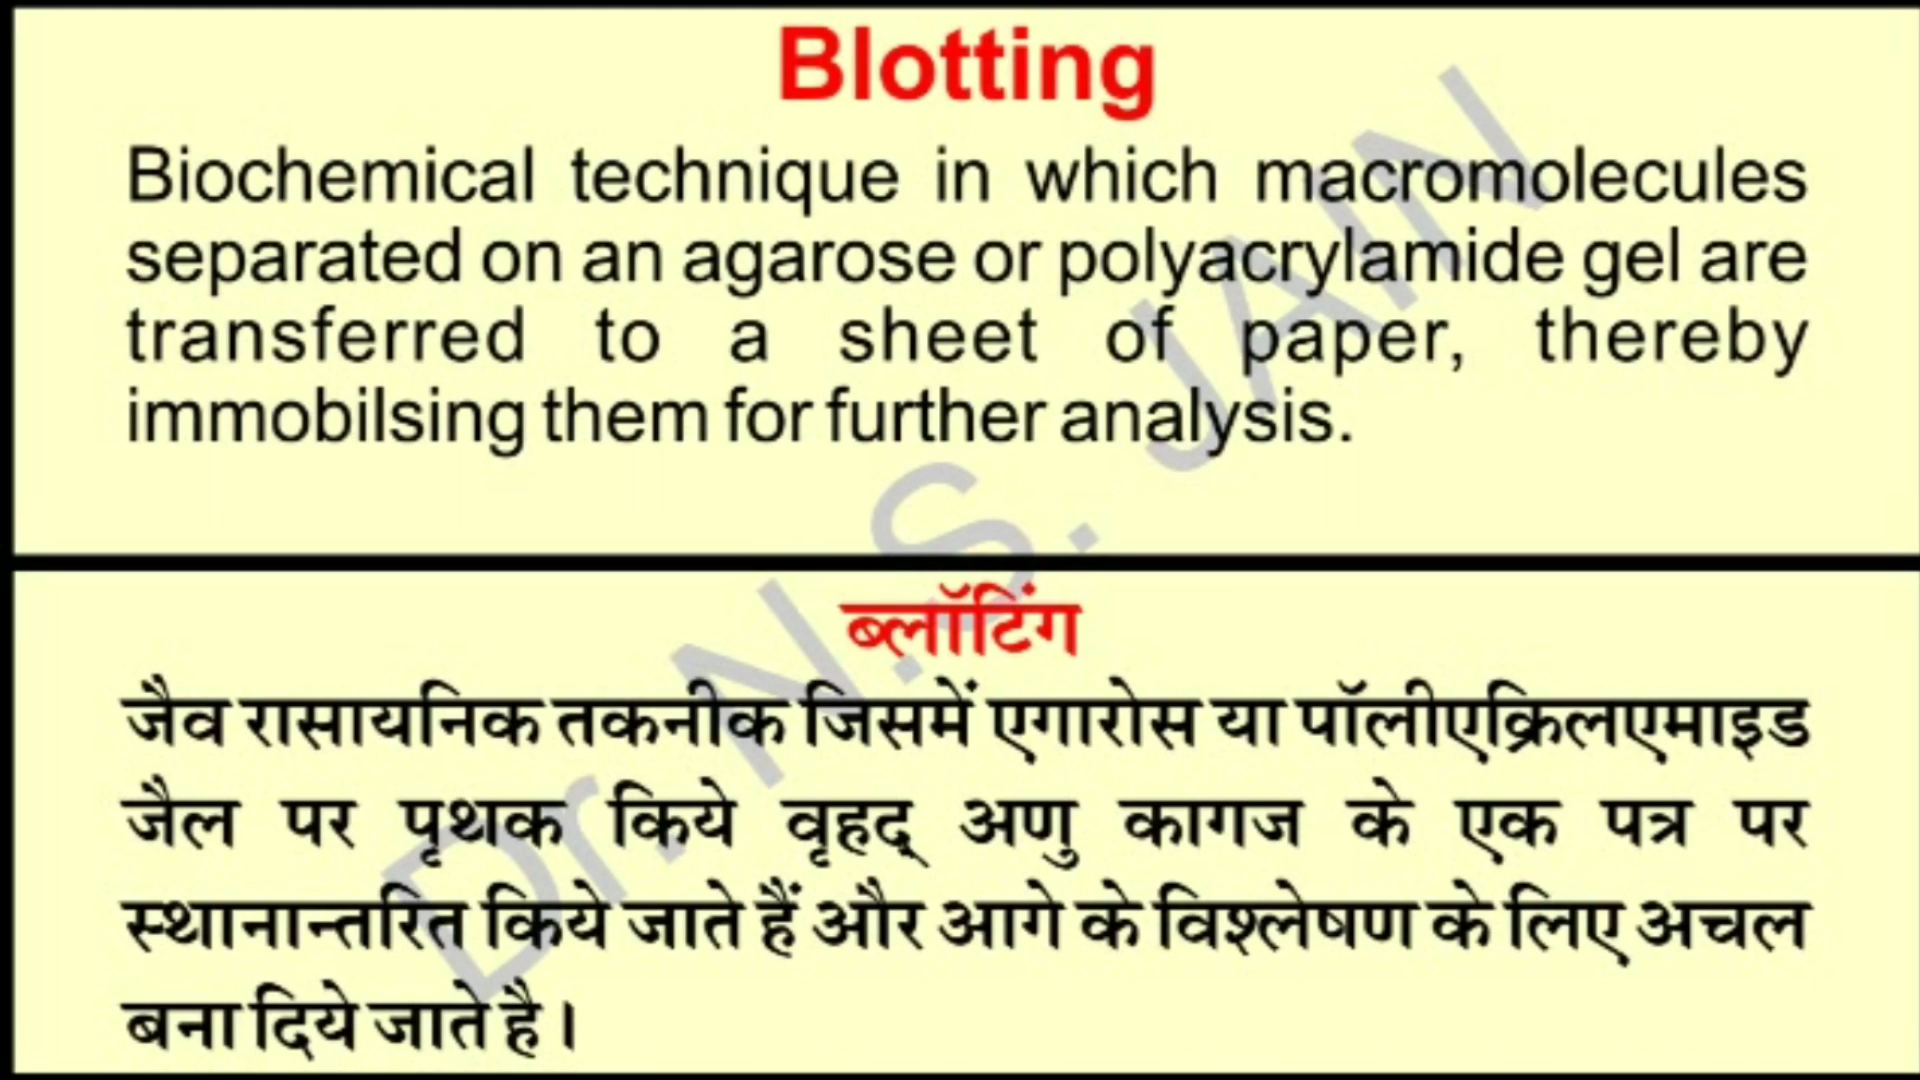 Blotting
Biochemical technique in which macromolecules
separated on an agarose or polyacrylamide gel are
transferred to a sheet of paper, thereby
immobilsing them for further analysis.
ब्लॉटिंग
जैव रासायनिक तकनीक जिसमें एगारोस या पॉलीएक्रिलएमाइड
जैल पर पृथक किये वृहद् अणु कागज के एक पत्र पर
स्थानान्तरित किये जाते हैं और आगे के विश्लेषण के लिए अचल
बना दिये जाते है।
Dr. N.S. JAIN